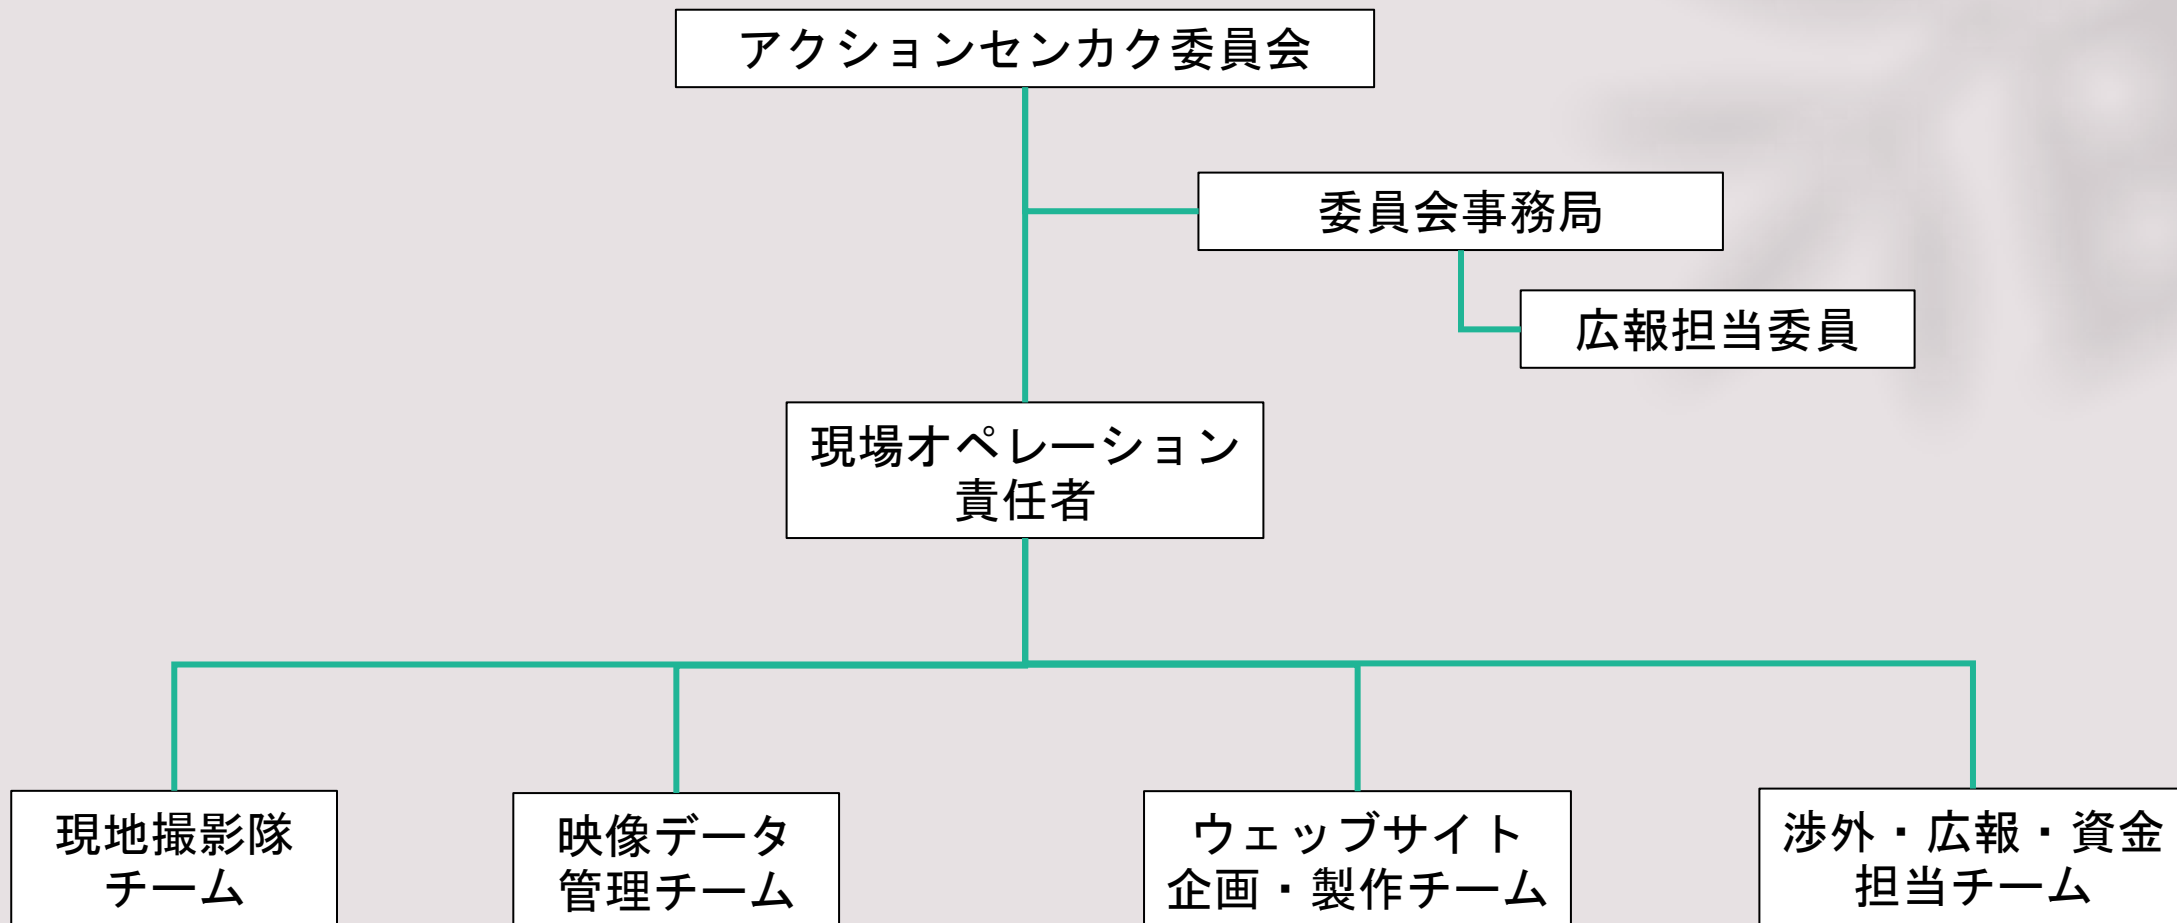 アクションセンカク委員会
委員会事務局
広報担当委員
現場オペレーション
責任者
現地撮影隊
チーム
映像データ
管理チーム
ウェッブサイト
企画・製作チーム
渉外・広報・資金
担当チーム